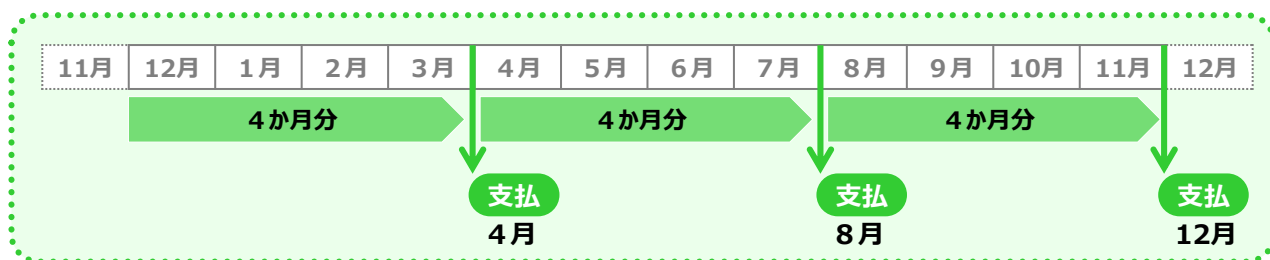 11月 12月 1月 2月 3月 4月 5月 6月 7月 8月 9月 10月 11月 12月
4か月分 4か月分 4か月分
支払 支払 支払
4月 8月 12月